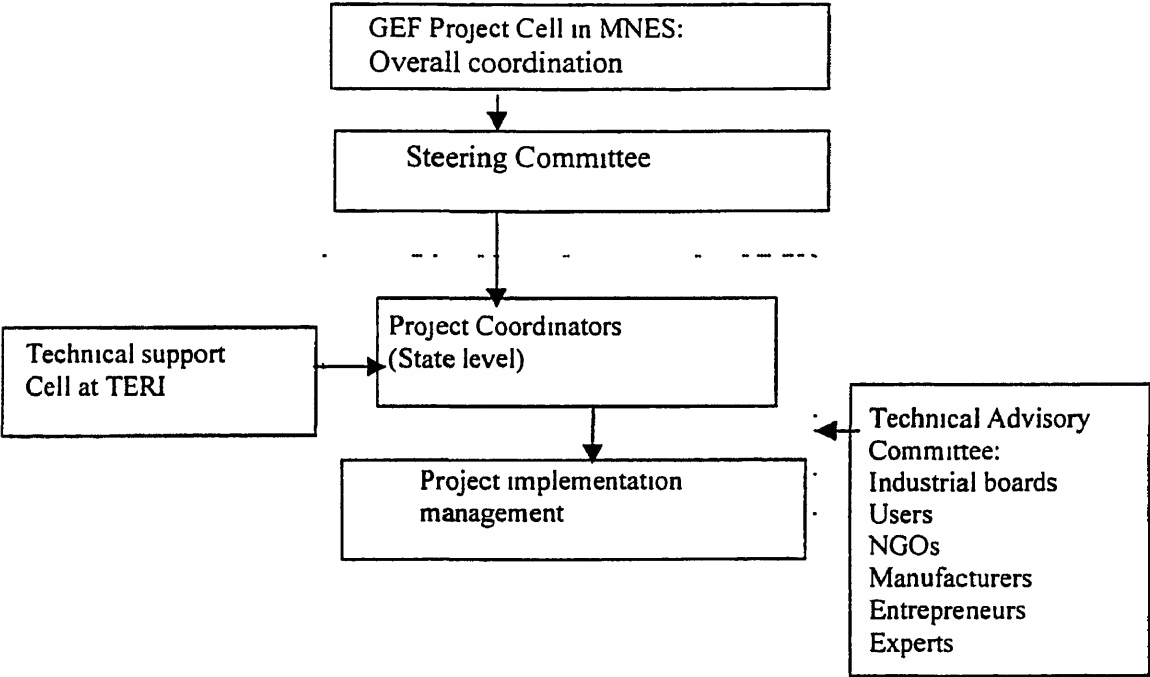 GEF Project Cell in MNES:
Overall coordination
Steering Committee
Project Coordinators
(State level)
Technical support
Cell at TERI
Project implementation
management
Technical Advisory
Committee:
Industrial boards
Users
NGOs
Manufacturers
Entrepreneurs
Experts